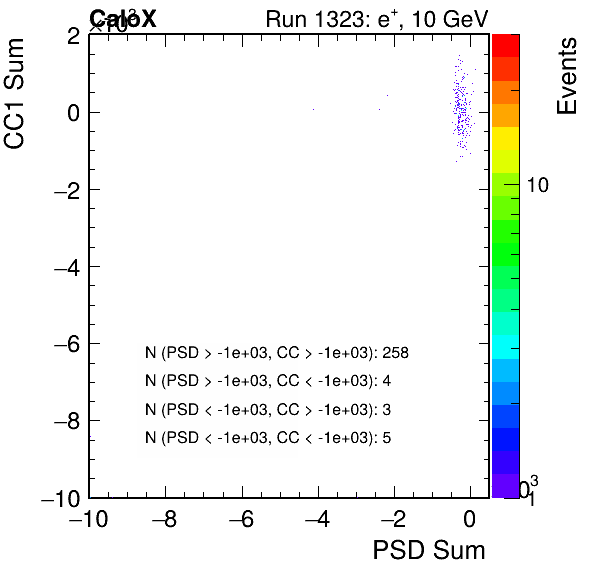 CaloX
×10³
Run 1323: e⁺, 10 GeV
CC1 Sum
Events
2
0
−2
−4
−6
−8
−10
N (PSD > -1e+03, CC > -1e+03): 258
N (PSD > -1e+03, CC < -1e+03): 4
N (PSD < -1e+03, CC > -1e+03): 3
N (PSD < -1e+03, CC < -1e+03): 5
10
1
−10
−8
−6
−4
−2
0
PSD Sum